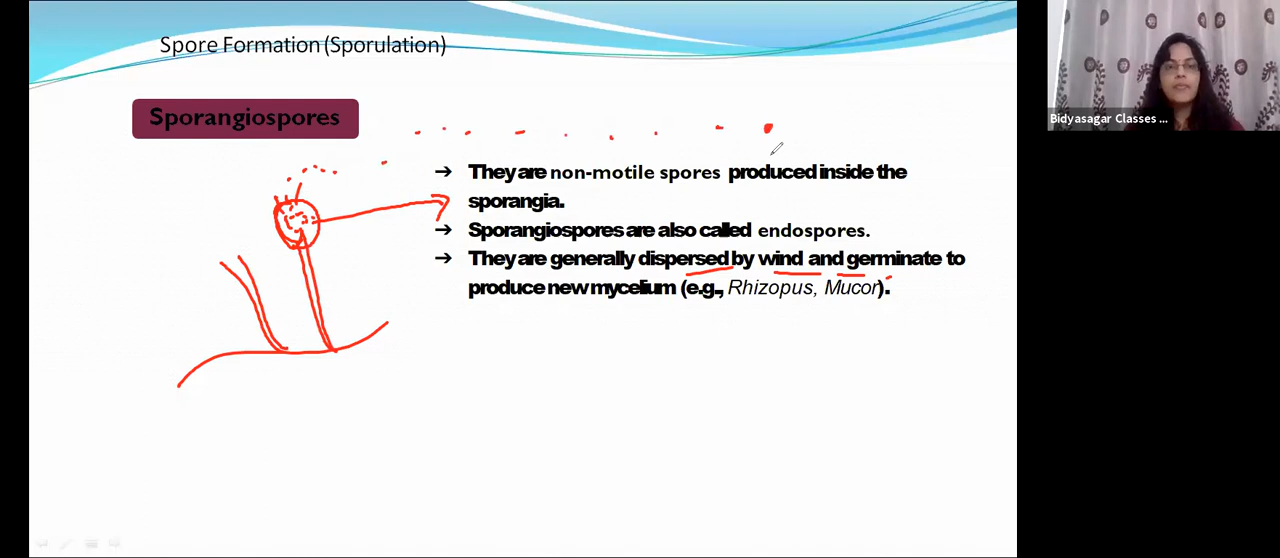 Spore Formation (Sporulation)
Sporangiospores
→ They are non-motile spores produced inside the
sporangia.
→ Sporangiospores are also called endospores.
→ They are generally dispersed by wind and germinate to
produce new mycelium (e.g., Rhizopus, Mucor).
Bidyasagar Classes ...